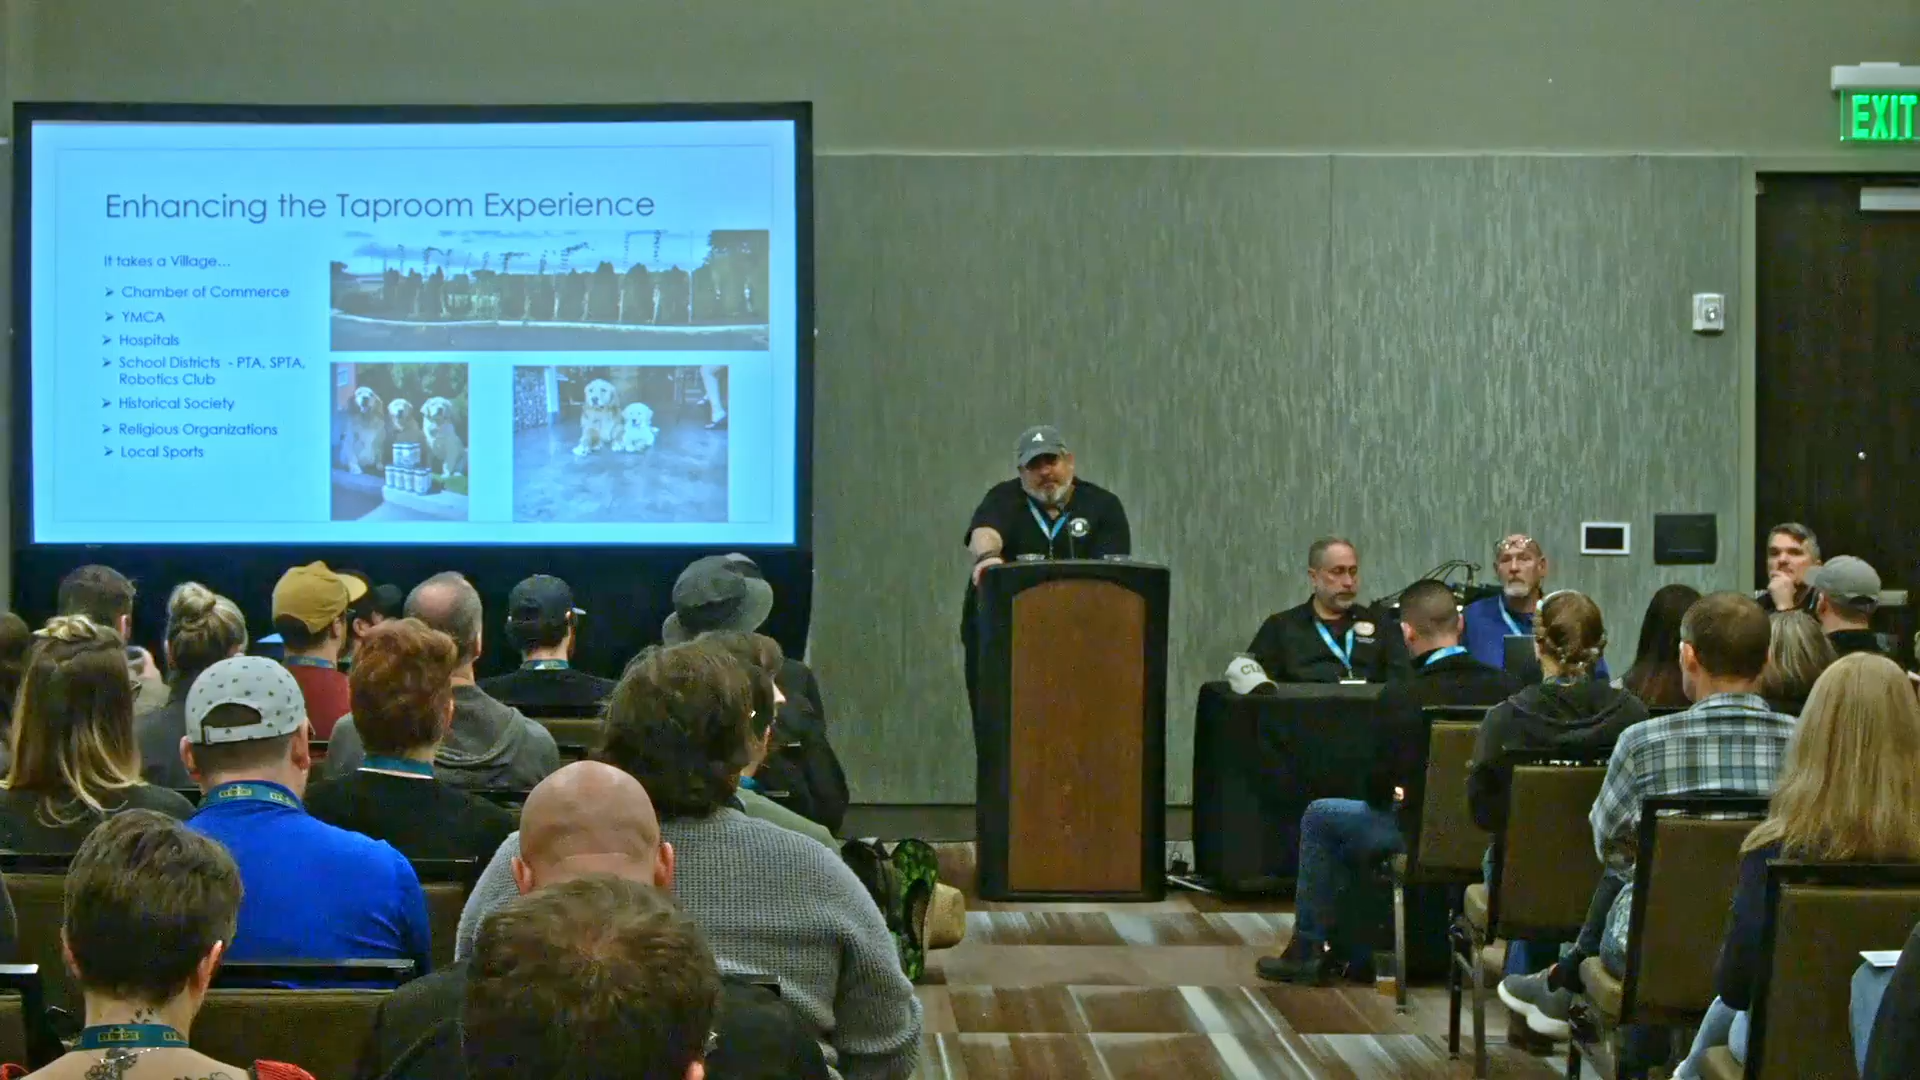 EXIT
Enhancing the Taproom Experience
It takes a Village...
➢ Chamber of Commerce
➢ YMCA
➢ Hospitals
➢ School Districts - PTA, SPTA,
Robotics Club
➢ Historical Society
➢ Religious Organizations
➢ Local Sports